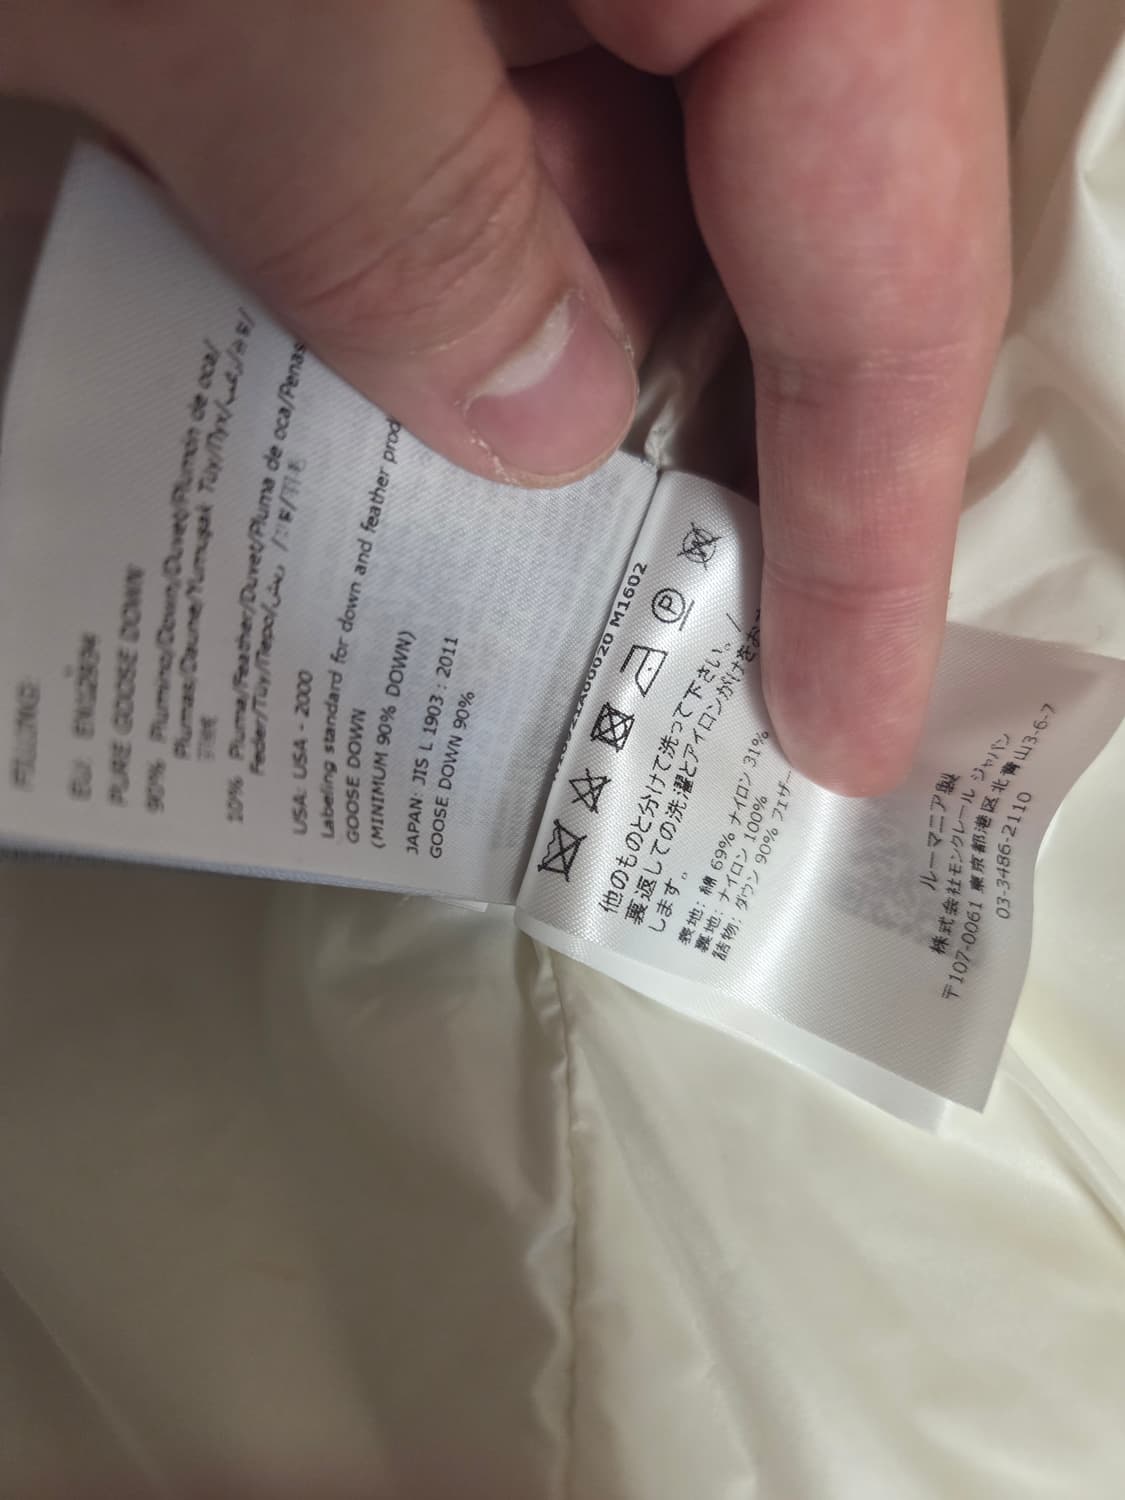 FILLING:
EU: EN12934
PURE GOOSE DOWN
90% Piumino/Down/Duvet/Plumón de oca/
Plumas/Daune/Yumuşak Tüy/Пух/
10% Piuma/Feather/Duvet/Pluma de oca/Penas
Feder/Tüy/Перо/
USA: USA - 2000
Labeling standard for down and feather prod
GOOSE DOWN
(MINIMUM 90% DOWN)
JAPAN: JIS L 1903 : 2011
GOOSE DOWN 90%
M1602
P
W
他のものと分けて洗って下さい。/
裏返しての洗濯とアイロンがけをお
します。
表地: 綿 69% ナイロン 31%
裏地: ナイロン 100%
詰物: ダウン 90% フェザー
ルーマニア製
株式会社モンクレール ジャパン
〒107-0061 東京都港区北青山3-6-7
03-3486-2110